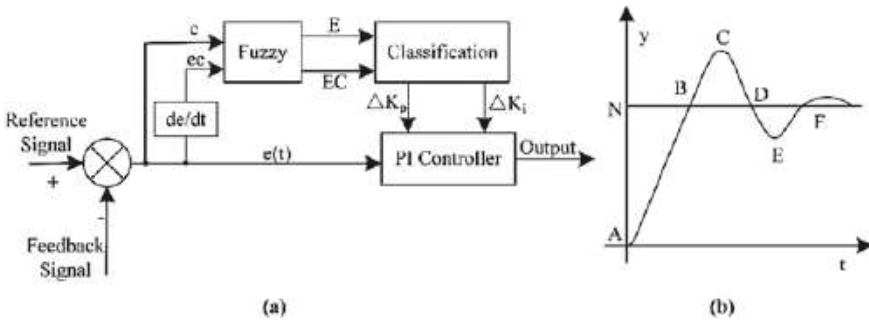 c
E
Fuzzy
Classification
ec
EC
de/dt
△Kp
△Ki
Reference
Signal
+
e(t)
PI Controller
Output
-
Feedback
Signal
(a)
y
C
B
D
N
F
E
A
t
(b)